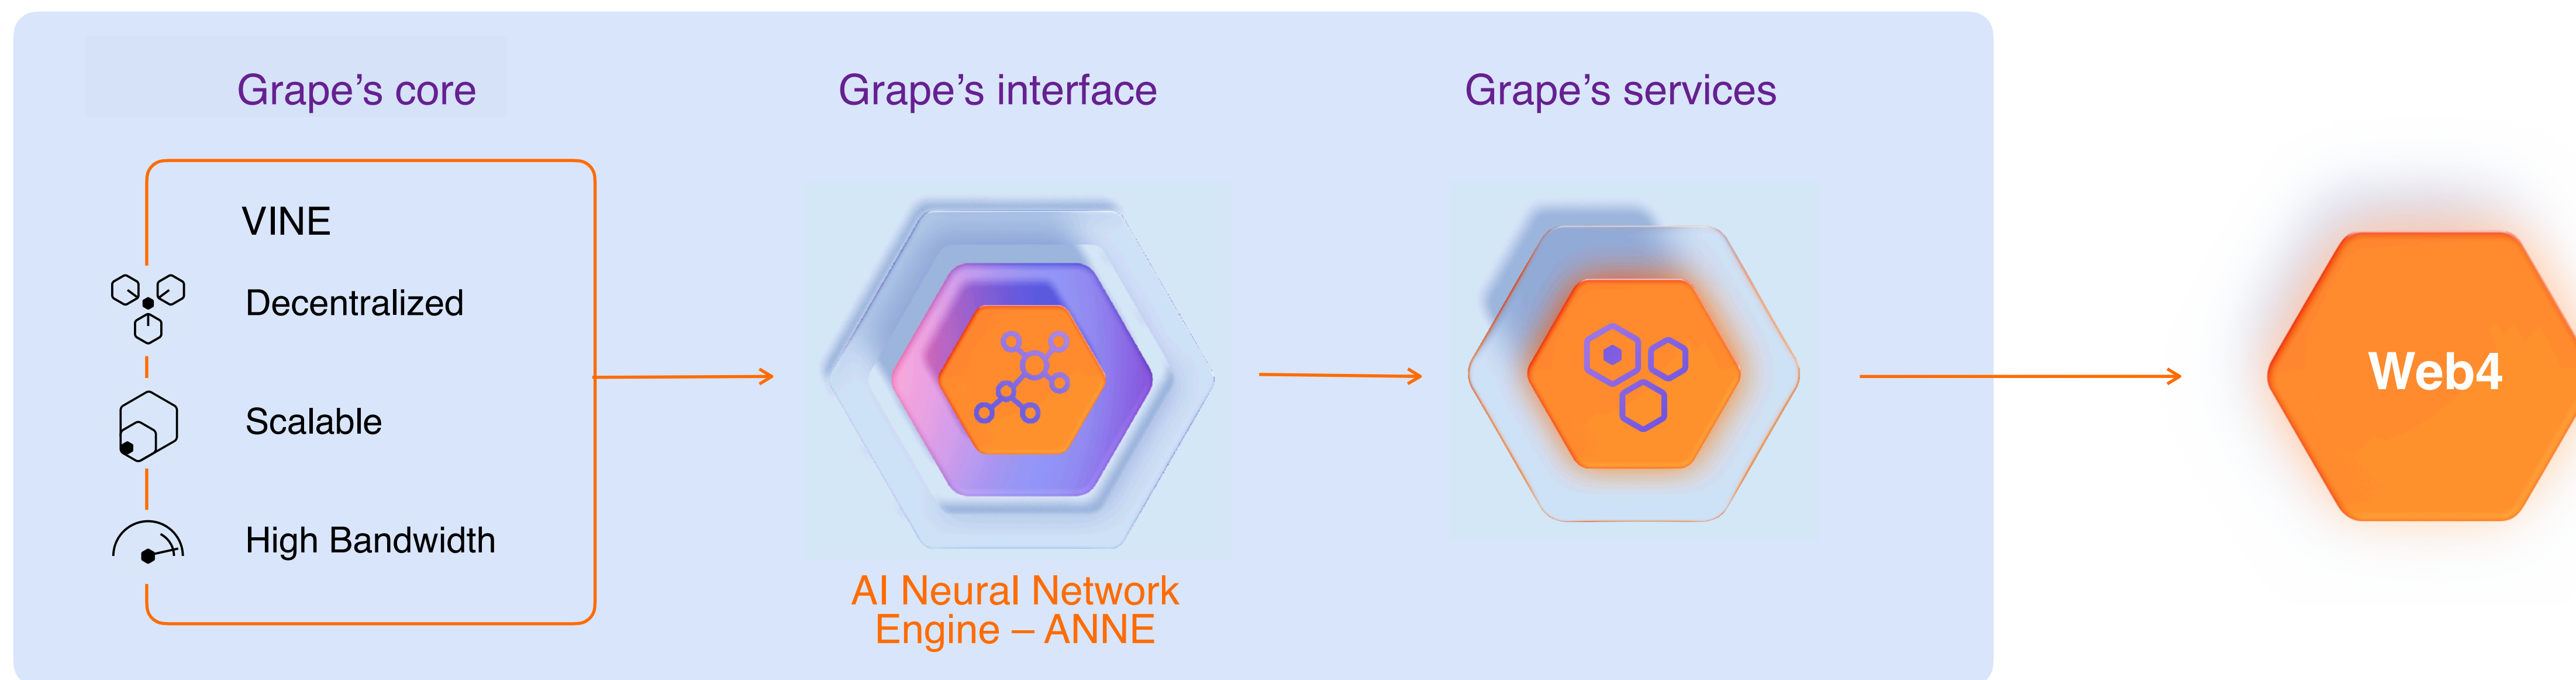 Grape’s core
Grape’s interface
Grape’s services
VINE
Decentralized
Scalable
High Bandwidth
AI Neural Network
Engine – ANNE
Web4